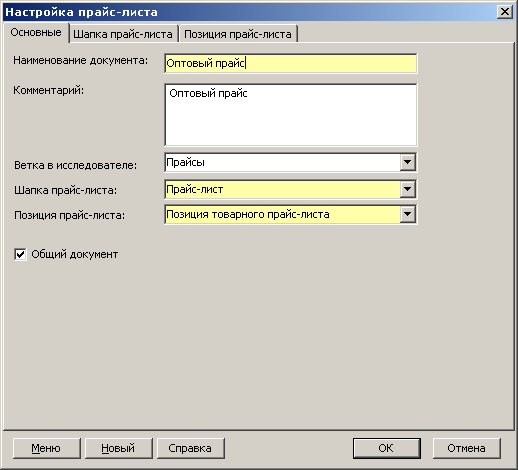 Настройка прайс-листа
Основные Шапка прайс-листа Позиция прайс-листа
Наименование документа: Оптовый прайс
Комментарий: Оптовый прайс
Ветка в исследователе: Прайсы
Шапка прайс-листа: Прайс-лист
Позиция прайс-листа: Позиция товарного прайс-листа
Общий документ
Меню Новый Справка OK Отмена